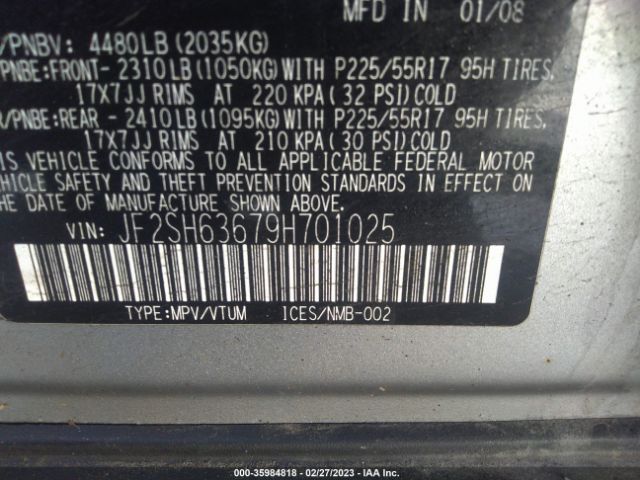 MFD IN 01/08
/PNBV: 4480LB (2035KG)
PNBE: FRONT- 2310LB (1050KG) WITH P225/55R17 95H TIRES,
17X7JJ RIMS AT 220 KPA (32 PSI) COLD
/PNBE: REAR - 2410LB (1095KG) WITH P225/55R17 95H TIRES,
17X7JJ RIMS AT 210 KPA (30 PSI) COLD
IS VEHICLE CONFORMS TO ALL APPLICABLE FEDERAL MOTOR
VEHICLE SAFETY AND THEFT PREVENTION STANDARDS IN EFFECT ON
THE DATE OF MANUFACTURE SHOWN ABOVE.
VIN: JF2SH63679H701025
TYPE: MPV/VTUM ICES/NMB-002
000-35984818 - 02/27/2023 - IAA Inc.